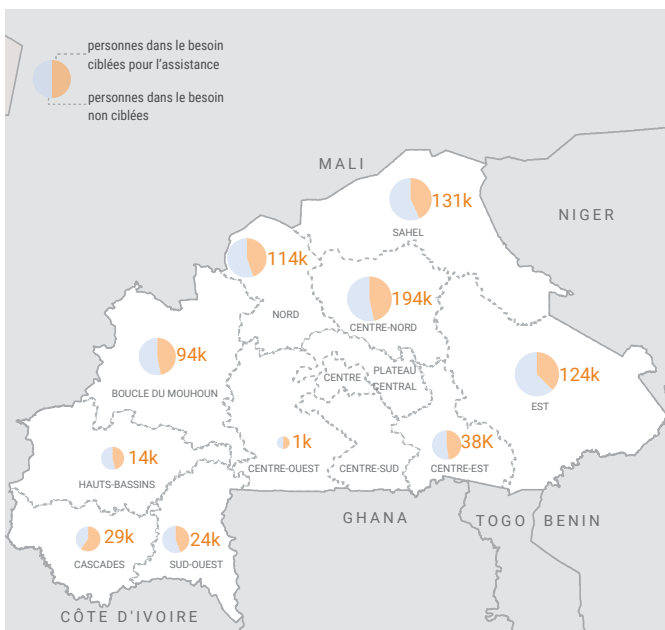 personnes dans le besoin
ciblées pour l'assistance
personnes dans le besoin
non ciblées
MALI
NIGER
131k
SAHEL
114k
NORD
194k
CENTRE-NORD
94k
BOUCLE DU MOUHOUN
CENTRE
PLATEAU
CENTRAL
124k
EST
14k
HAUTS-BASSINS
1k
CENTRE-OUEST
CENTRE-SUD
38K
CENTRE-EST
29k
CASCADES
24k
SUD-OUEST
GHANA
TOGO
BENIN
CÔTE D'IVOIRE